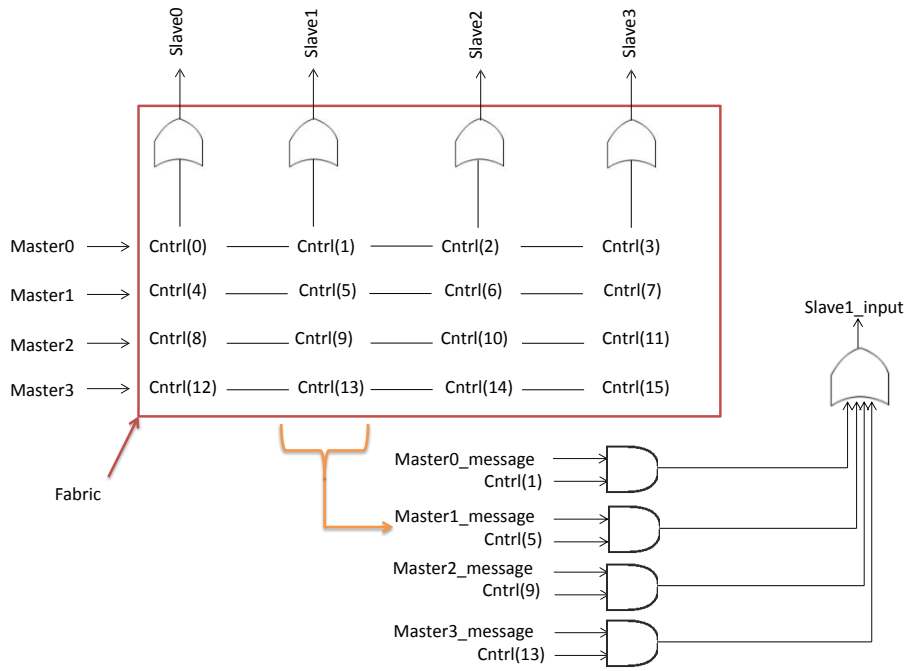 Slave0
Slave1
Slave2
Slave3
Master0
Cntrl(0)
Cntrl(1)
Cntrl(2)
Cntrl(3)
Master1
Cntrl(4)
Cntrl(5)
Cntrl(6)
Cntrl(7)
Master2
Cntrl(8)
Cntrl(9)
Cntrl(10)
Cntrl(11)
Master3
Cntrl(12)
Cntrl(13)
Cntrl(14)
Cntrl(15)
Fabric
Slave1_input
Master0_message
Cntrl(1)
Master1_message
Cntrl(5)
Master2_message
Cntrl(9)
Master3_message
Cntrl(13)